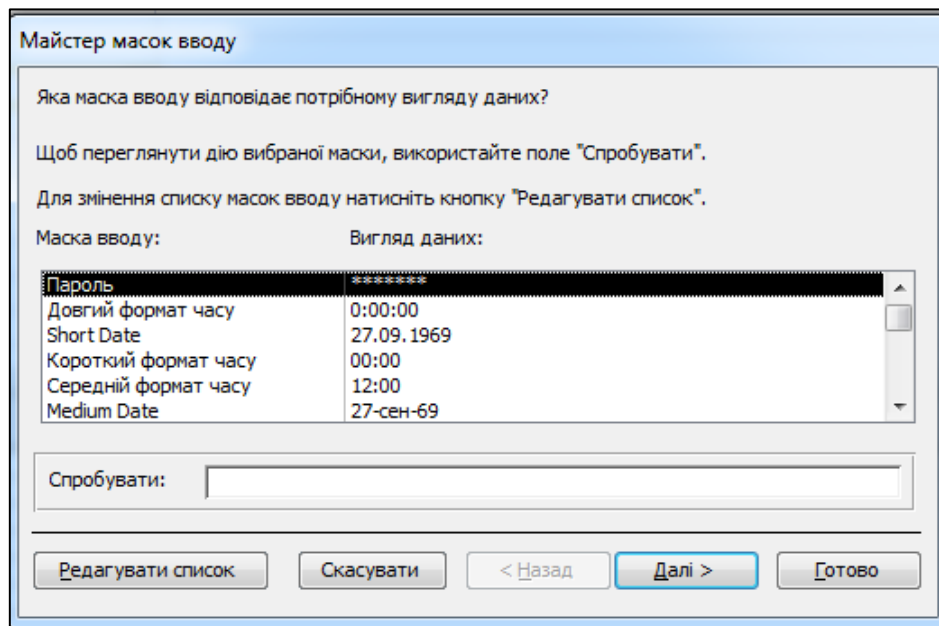 Майстер масок вводу
Яка маска вводу відповідає потрібному вигляду даних?
Щоб переглянути дію вибраної маски, використайте поле "Спробувати".
Для змінення списку масок вводу натисніть кнопку "Редагувати список".
Маска вводу: Вигляд даних:
Пароль *******
Довгий формат часу 0:00:00
Short Date 27.09.1969
Короткий формат часу 00:00
Середній формат часу 12:00
Medium Date 27-сен-69
Спробувати:
Редагувати список Скасувати < Назад Далі > Готово